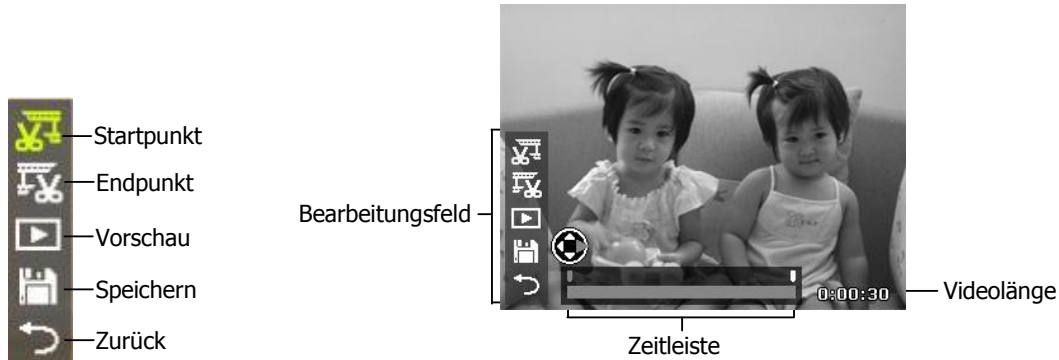 Startpunkt
Endpunkt
Vorschau
Speichern
Zurück
Bearbeitungsfeld
0:00:30
Videolänge
Zeitleiste